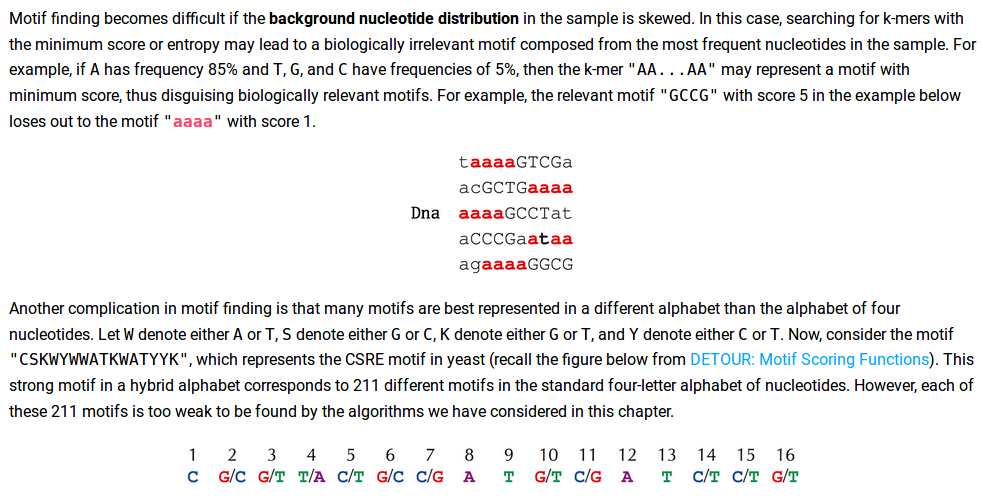 Motif finding becomes difficult if the background nucleotide distribution in the sample is skewed. In this case, searching for k-mers with
the minimum score or entropy may lead to a biologically irrelevant motif composed from the most frequent nucleotides in the sample. For
example, if A has frequency 85% and T, G, and C have frequencies of 5%, then the k-mer "AA...AA" may represent a motif with
minimum score, thus disguising biologically relevant motifs. For example, the relevant motif "GCCG" with score 5 in the example below
loses out to the motif "aaaa" with score 1.
taaaaGTCGa
acGCTGaaaa
Dna aaaaGCCTat
aCCCGaataa
agaaaaGGCG
Another complication in motif finding is that many motifs are best represented in a different alphabet than the alphabet of four
nucleotides. Let W denote either A or T, S denote either G or C, K denote either G or T, and Y denote either C or T. Now, consider the motif
"CSKWYWWATKWATYYK", which represents the CSRE motif in yeast (recall the figure below from DETOUR: Motif Scoring Functions). This
strong motif in a hybrid alphabet corresponds to 211 different motifs in the standard four-letter alphabet of nucleotides. However, each of
these 211 motifs is too weak to be found by the algorithms we have considered in this chapter.
1 2 3 4 5 6 7 8 9 10 11 12 13 14 15 16
C G/C G/T T/A C/T G/C C/G A T G/T C/G A T C/T C/T G/T